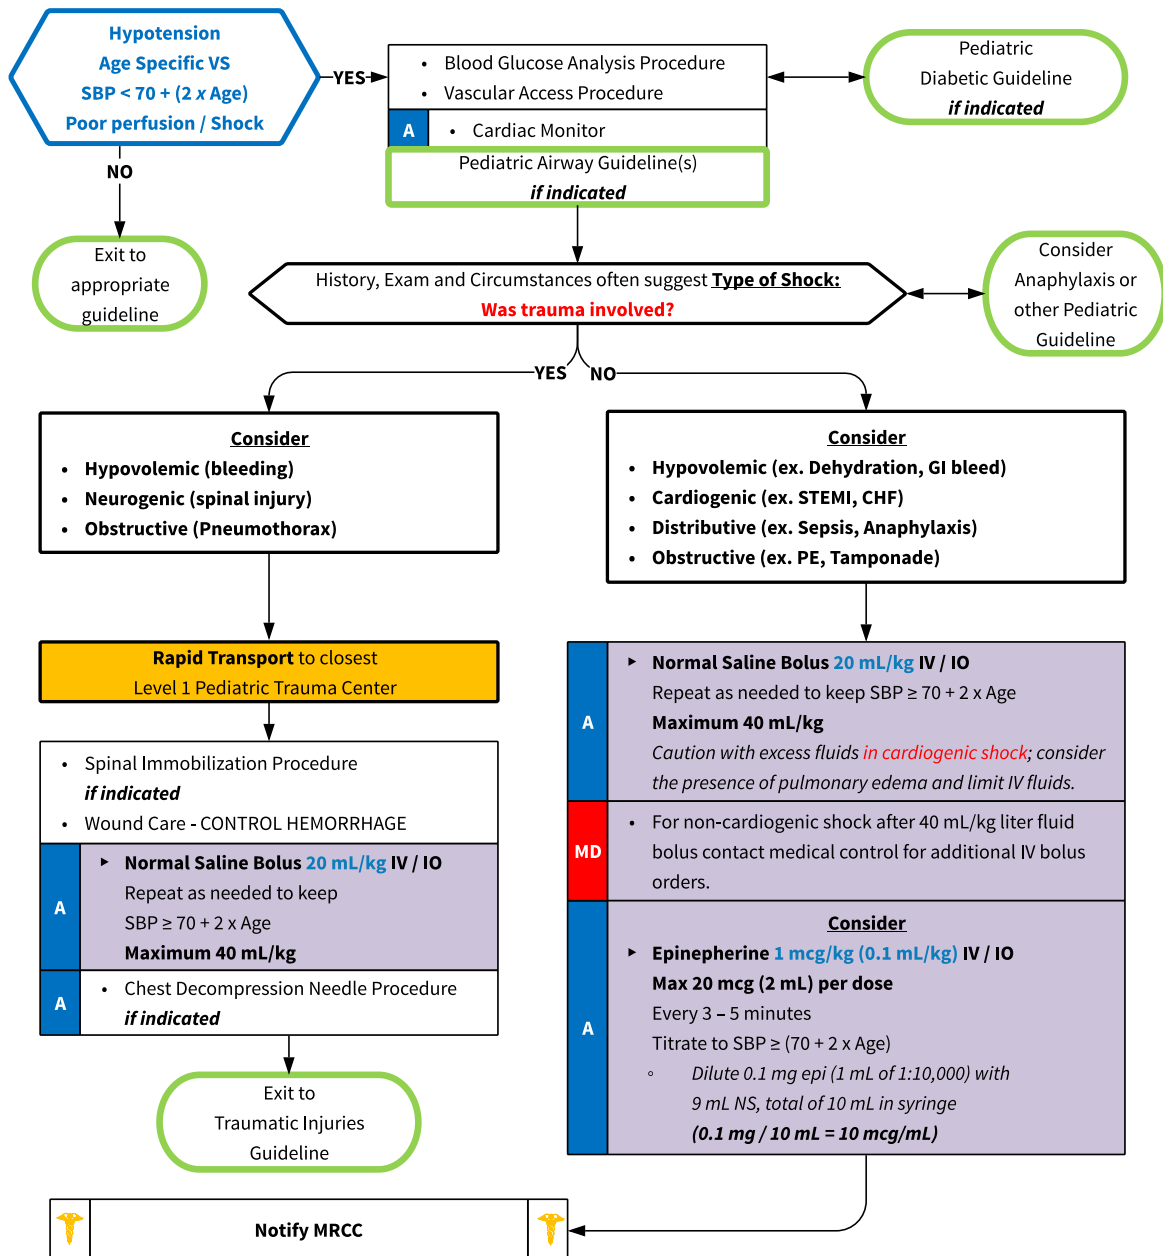 Hypotension
Age Specific VS
SBP < 70 + (2 x Age)
Poor perfusion / Shock
YES
• Blood Glucose Analysis Procedure
• Vascular Access Procedure
A
• Cardiac Monitor
Pediatric Airway Guideline(s)
if indicated
Pediatric
Diabetic Guideline
if indicated
NO
Exit to
appropriate
guideline
History, Exam and Circumstances often suggest Type of Shock:
Was trauma involved?
Consider
Anaphylaxis or
other Pediatric
Guideline
YES
NO
Consider
• Hypovolemic (bleeding)
• Neurogenic (spinal injury)
• Obstructive (Pneumothorax)
Rapid Transport to closest
Level 1 Pediatric Trauma Center
• Spinal Immobilization Procedure
if indicated
• Wound Care - CONTROL HEMORRHAGE
A
▸ Normal Saline Bolus 20 mL/kg IV / IO
Repeat as needed to keep
SBP ≥ 70 + 2 x Age
Maximum 40 mL/kg
A
• Chest Decompression Needle Procedure
if indicated
Exit to
Traumatic Injuries
Guideline
Consider
• Hypovolemic (ex. Dehydration, GI bleed)
• Cardiogenic (ex. STEMI, CHF)
• Distributive (ex. Sepsis, Anaphylaxis)
• Obstructive (ex. PE, Tamponade)
A
▸ Normal Saline Bolus 20 mL/kg IV / IO
Repeat as needed to keep SBP ≥ 70 + 2 x Age
Maximum 40 mL/kg
Caution with excess fluids in cardiogenic shock; consider
the presence of pulmonary edema and limit IV fluids.
MD
• For non-cardiogenic shock after 40 mL/kg liter fluid
bolus contact medical control for additional IV bolus
orders.
A
Consider
▸ Epinepherine 1 mcg/kg (0.1 mL/kg) IV / IO
Max 20 mcg (2 mL) per dose
Every 3 – 5 minutes
Titrate to SBP ≥ (70 + 2 x Age)
◦ Dilute 0.1 mg epi (1 mL of 1:10,000) with
9 mL NS, total of 10 mL in syringe
(0.1 mg / 10 mL = 10 mcg/mL)
Notify MRCC